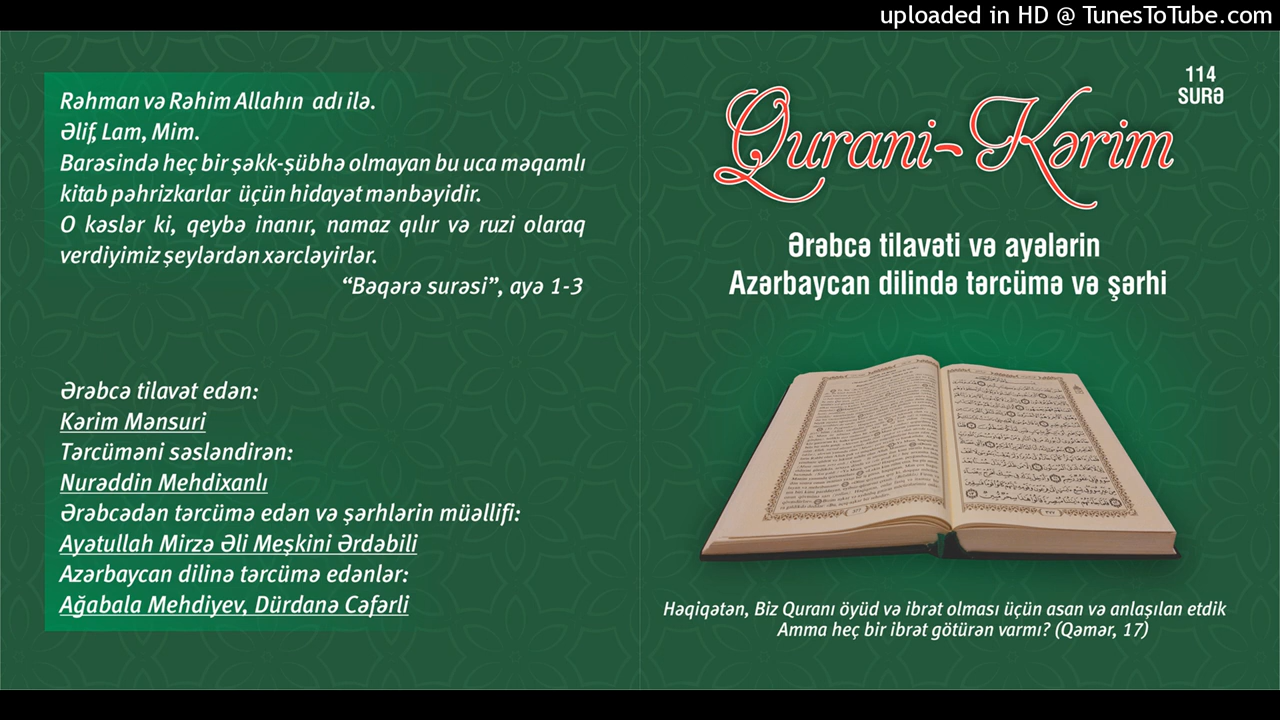 uploaded in HD @ TunesToTube.com
Rəhman və Rəhim Allahın adı ilə.
Əlif, Lam, Mim.
Barəsində heç bir şəkk-şübhə olmayan bu uca məqamlı
kitab pəhrizkarlar üçün hidayət mənbəyidir.
O kəslər ki, qeybə inanır, namaz qılır və ruzi olaraq
verdiyimiz şeylərdən xərcləyirlər.
“Bəqərə surəsi”, ayə 1-3
Ərəbcə tilavət edən:
Kərim Mənsuri
Tərcüməni səsləndirən:
Nurəddin Mehdixanlı
Ərəbcədən tərcümə edən və şərhlərin müəllifi:
Ayətullah Mirzə Əli Meşkini Ərdəbili
Azərbaycan dilinə tərcümə edənlər:
Ağabala Mehdiyev, Dürdanə Cəfərli
114
SURƏ
Qurani-Kərim
Ərəbcə tilavəti və ayələrin
Azərbaycan dilində tərcümə və şərhi
Həqiqətən, Biz Quranı öyüd və ibrət olması üçün asan və anlaşılan etdik
Amma heç bir ibrət götürən varmı? (Qəmər, 17)